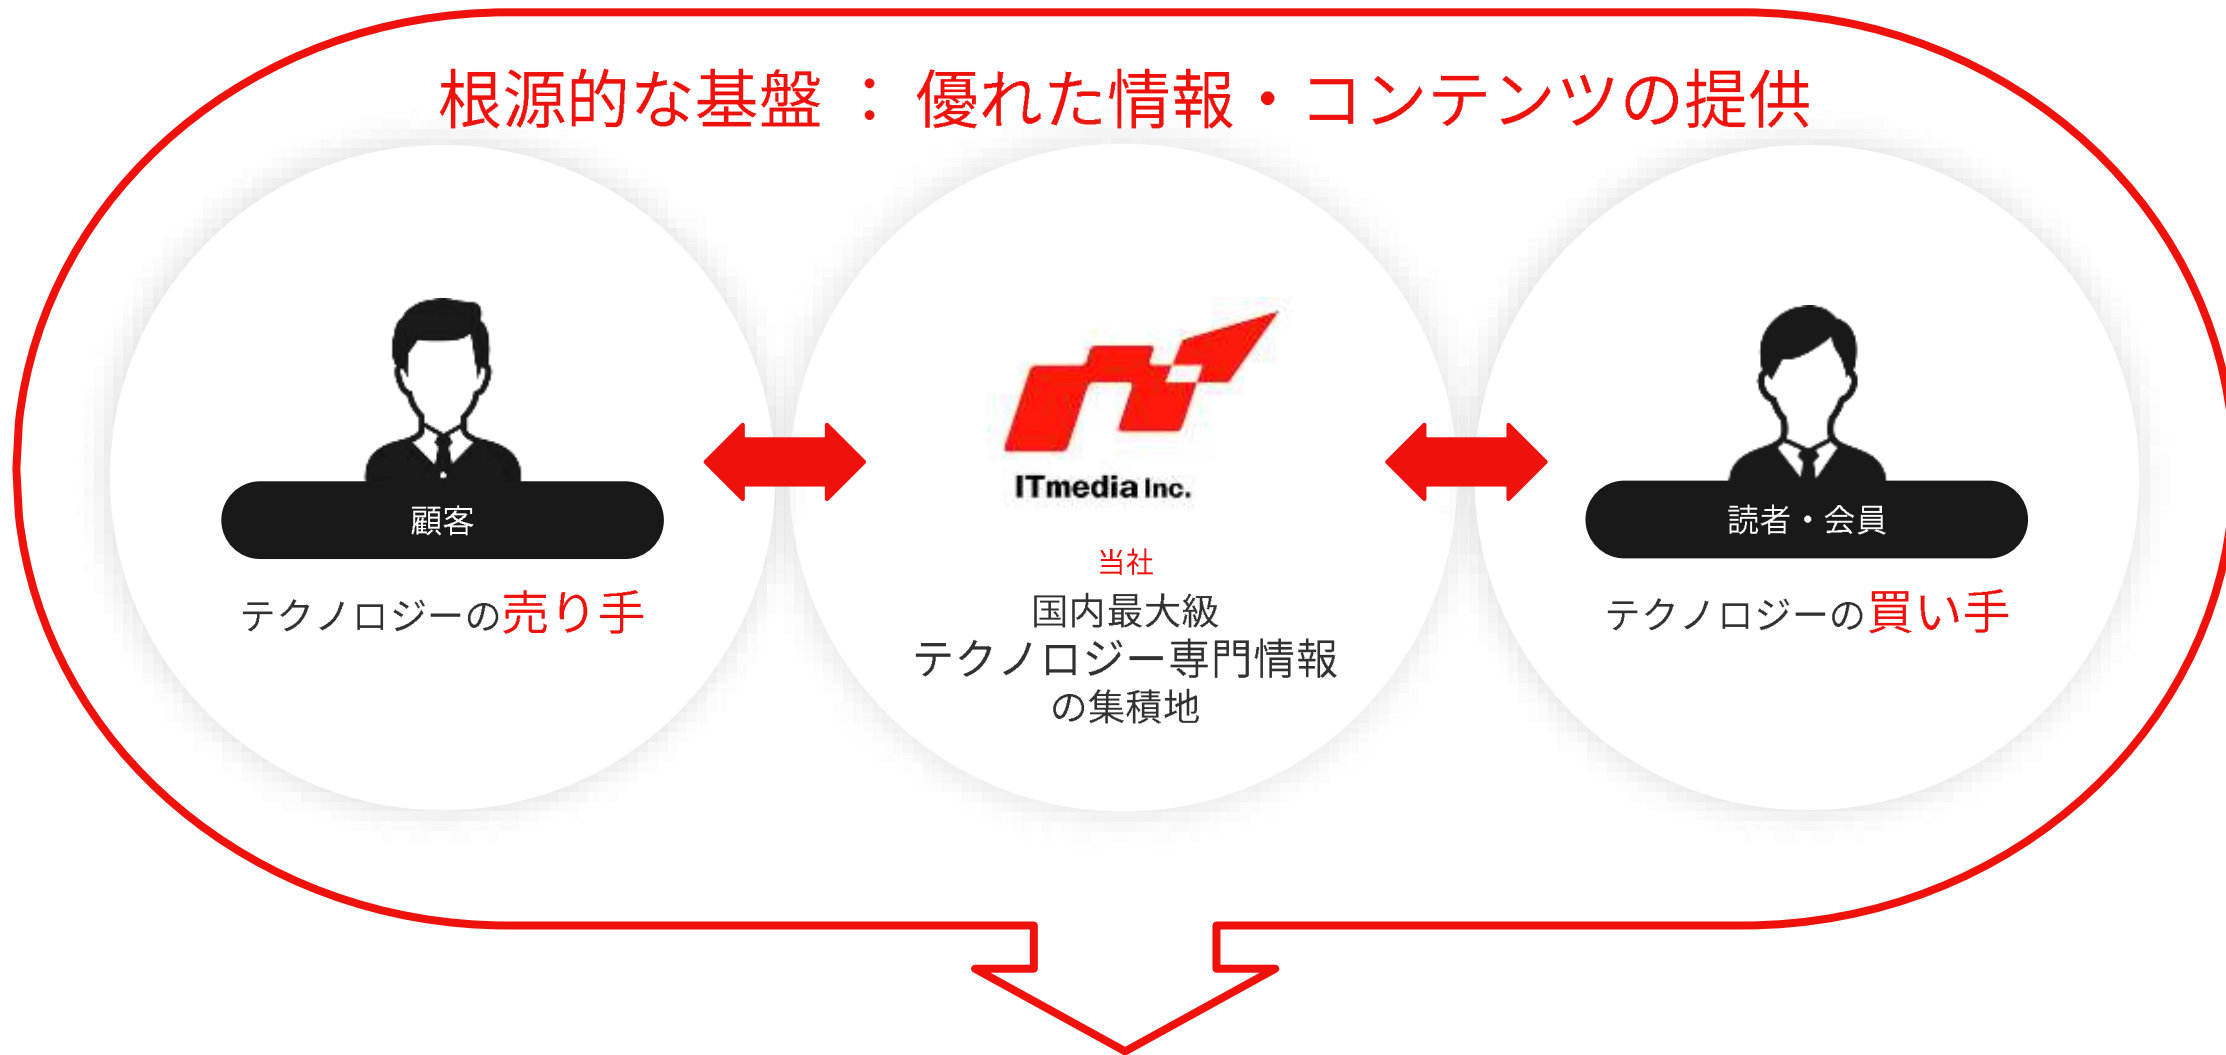 根源的な基盤 ： 優れた情報・コンテンツの提供
顧客
テクノロジーの売り手
ITmedia Inc.
当社
国内最大級
テクノロジー専門情報
の集積地
読者・会員
テクノロジーの買い手